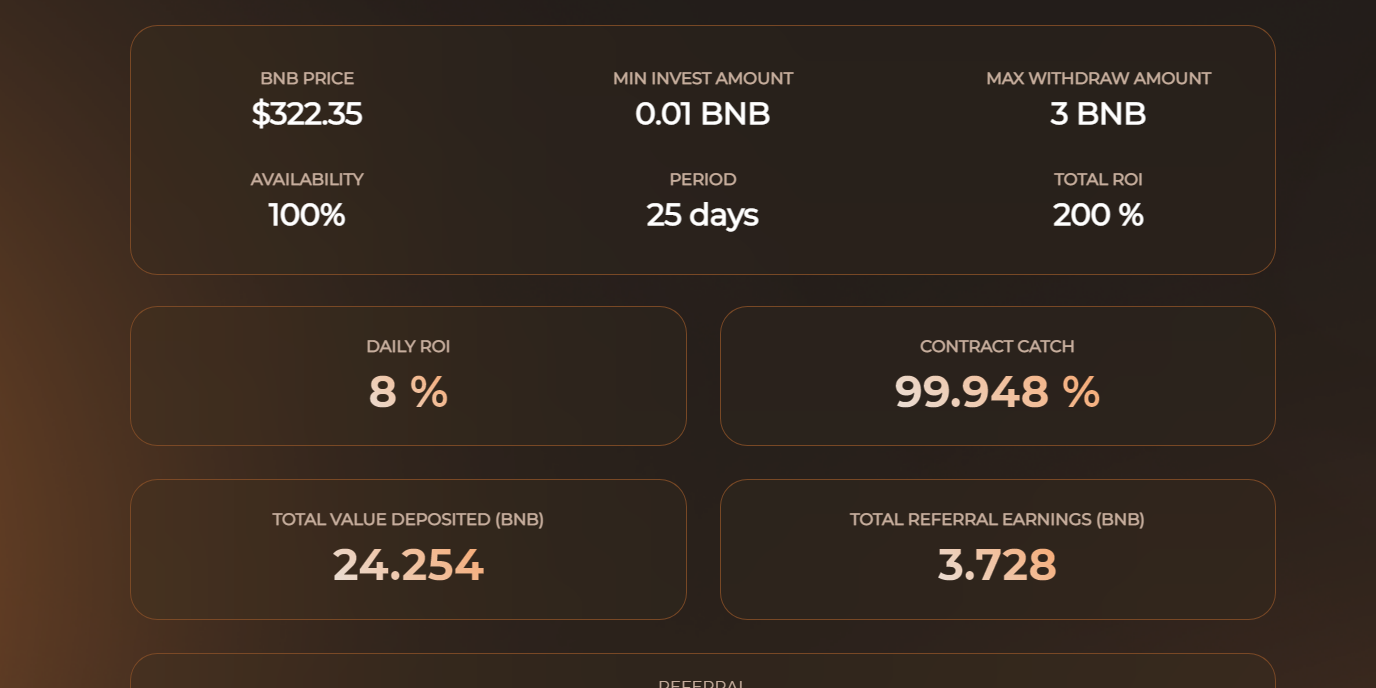 BNB PRICE
$322.35
MIN INVEST AMOUNT
0.01 BNB
MAX WITHDRAW AMOUNT
3 BNB
AVAILABILITY
100%
PERIOD
25 days
TOTAL ROI
200 %
DAILY ROI
8 %
CONTRACT CATCH
99.948 %
TOTAL VALUE DEPOSITED (BNB)
24.254
TOTAL REFERRAL EARNINGS (BNB)
3.728
REFERRAL